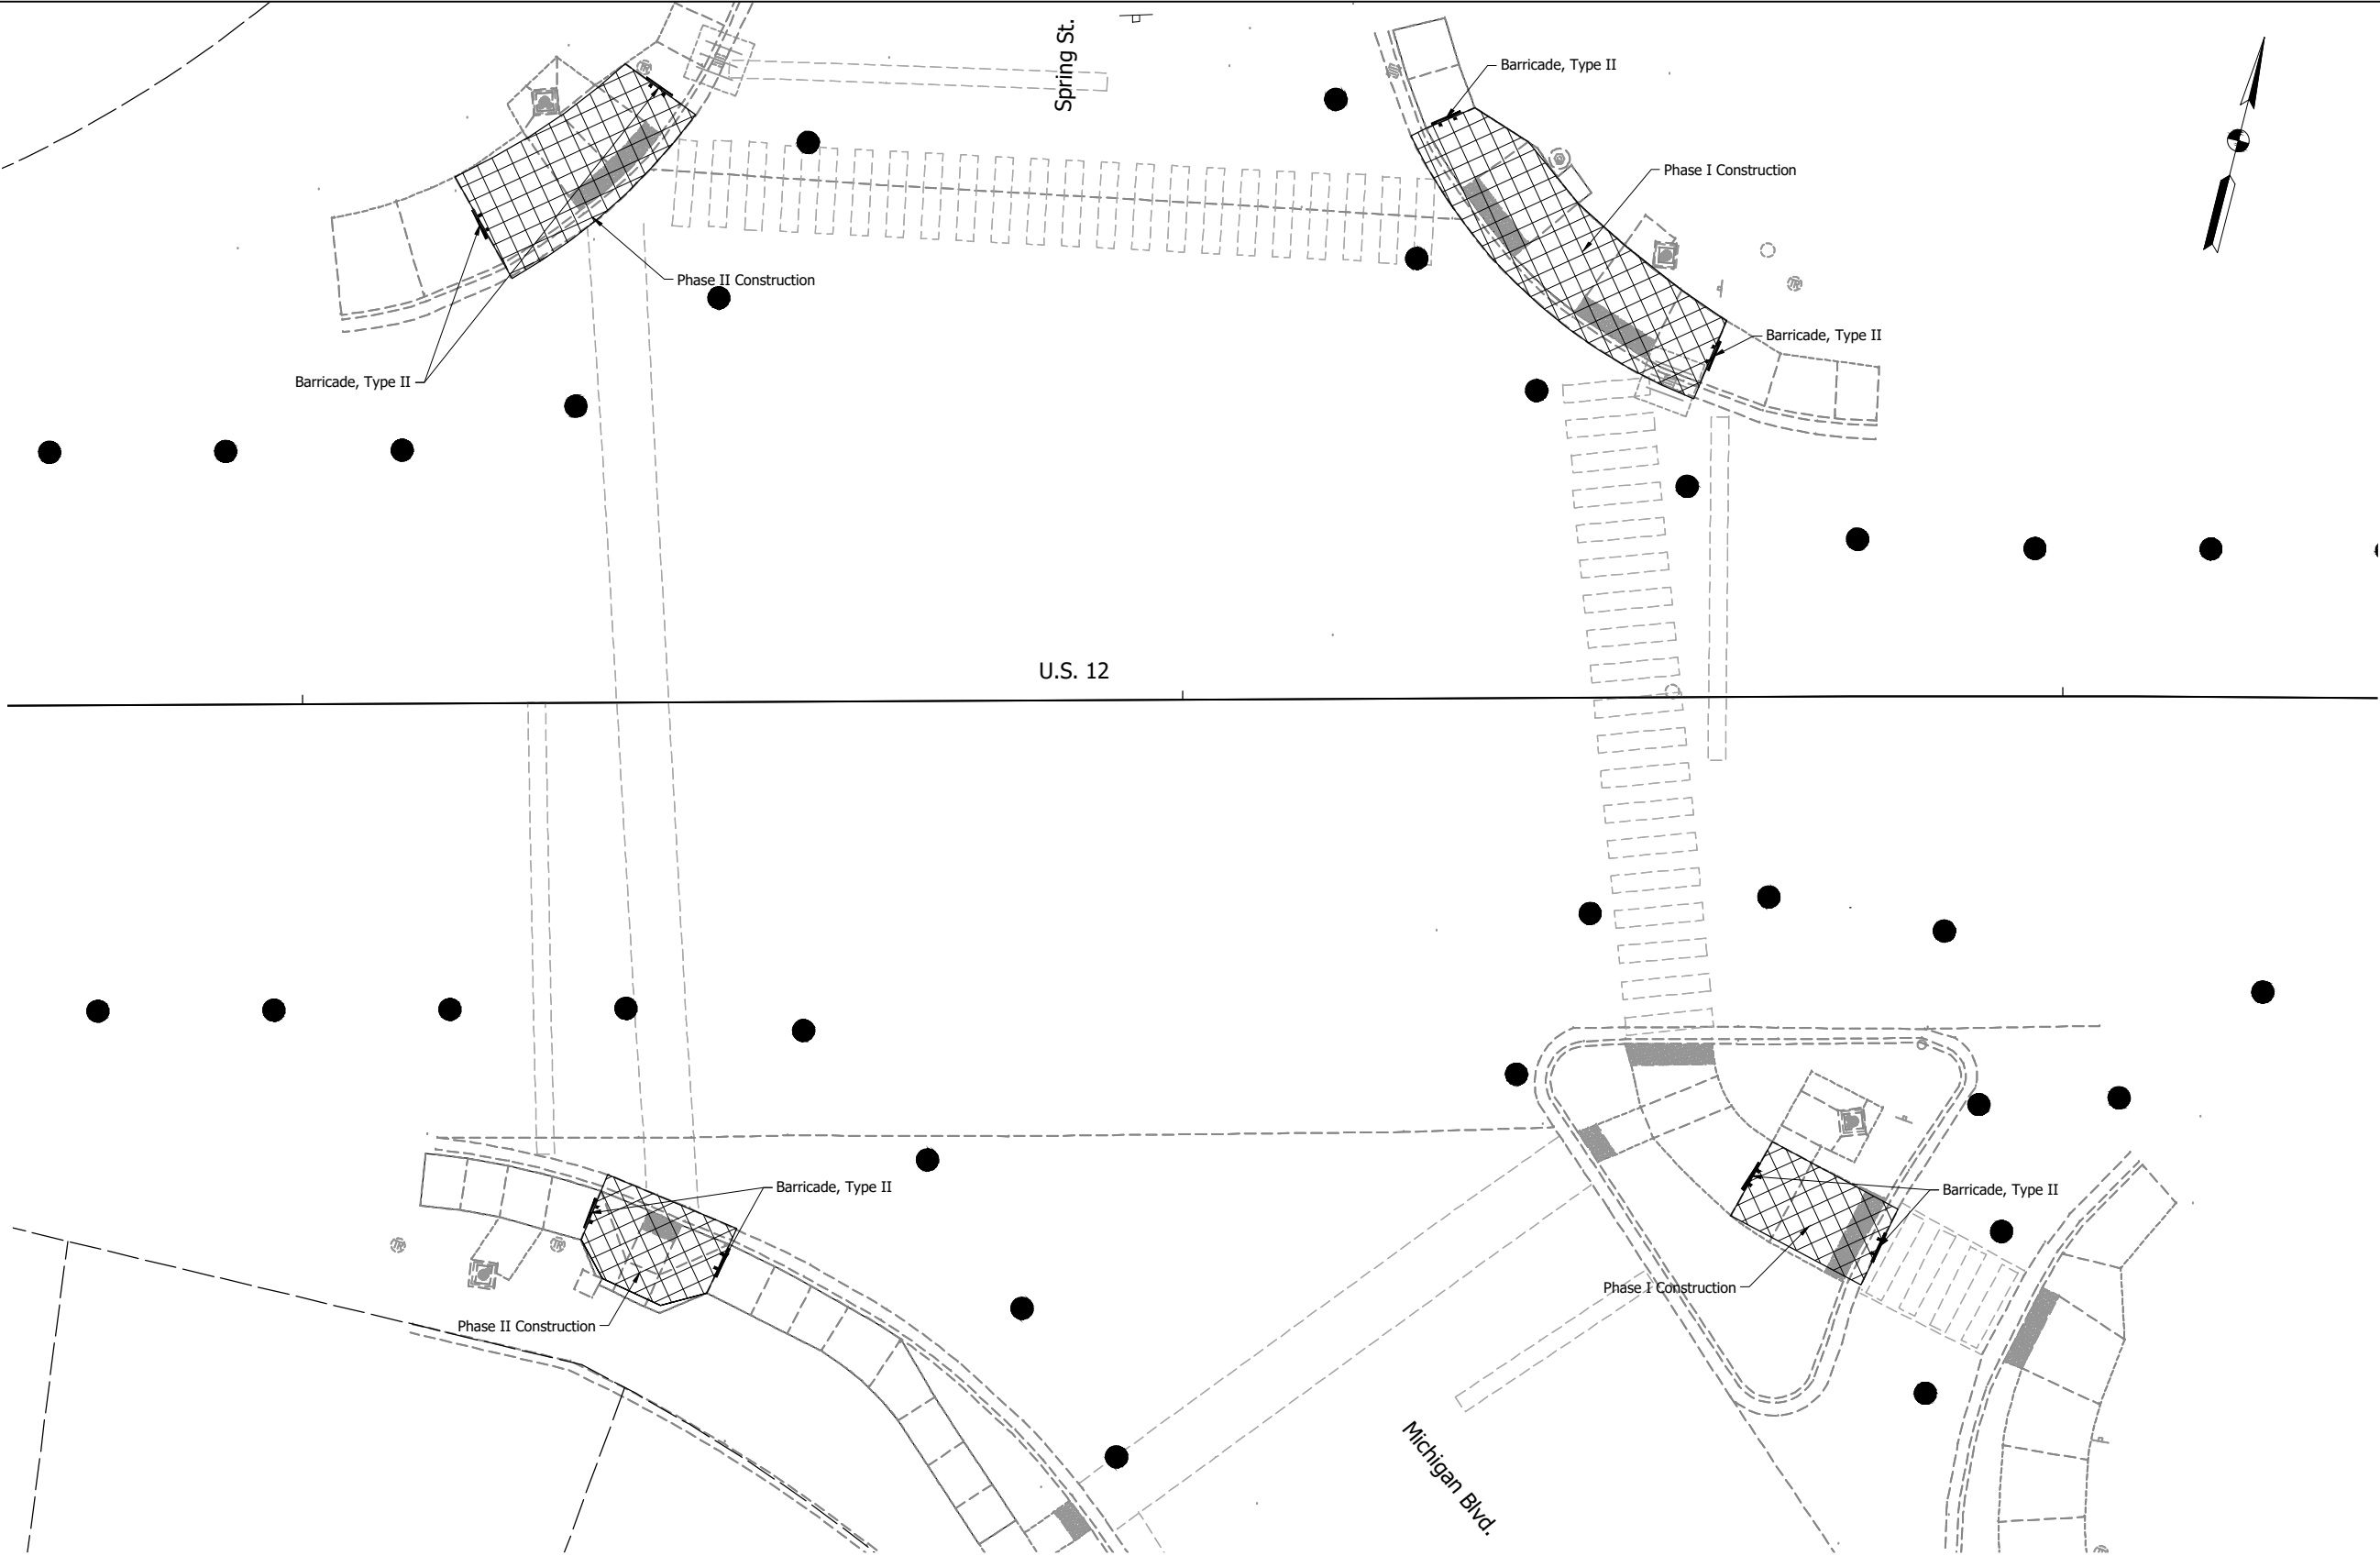 Spring St.
Barricade, Type II
Phase I Construction
Phase II Construction
Barricade, Type II
Barricade, Type II
U.S. 12
Barricade, Type II
Barricade, Type II
Phase I Construction
Phase II Construction
Michigan Blvd.